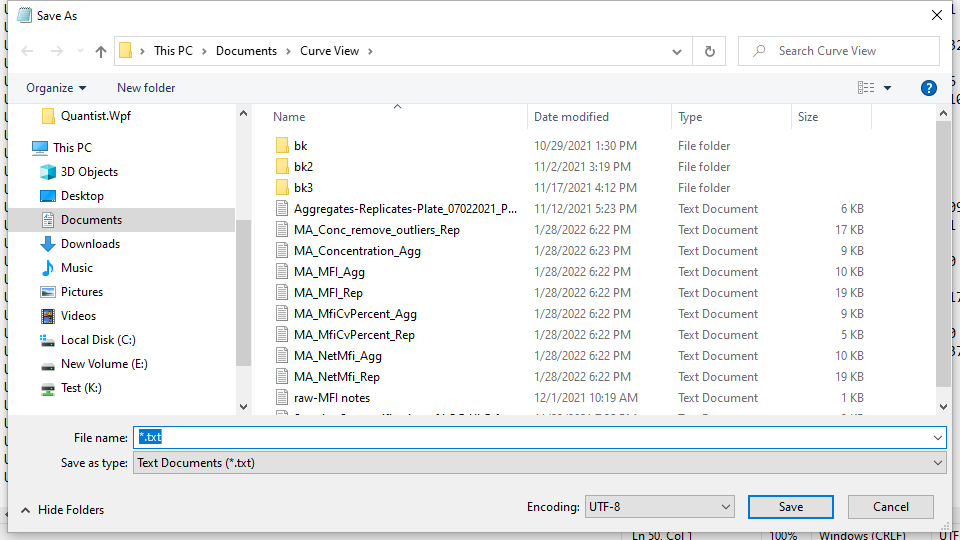 Save As
This PC > Documents > Curve View >
Search Curve View
Organize
New folder
?
Quantist.Wpf
This PC
3D Objects
Desktop
Documents
Downloads
Music
Pictures
Videos
Local Disk (C:)
New Volume (E:)
Test (K:)
Name Date modified Type Size
bk 10/29/2021 1:30 PM File folder
bk2 11/2/2021 3:19 PM File folder
bk3 11/17/2021 4:12 PM File folder
Aggregates-Replicates-Plate_07022021_P... 11/12/2021 5:23 PM Text Document 6 KB
MA_Conc_remove_outliers_Rep 1/28/2022 6:22 PM Text Document 17 KB
MA_Concentration_Agg 1/28/2022 6:23 PM Text Document 9 KB
MA_MFI_Agg 1/28/2022 6:22 PM Text Document 10 KB
MA_MFI_Rep 1/28/2022 6:22 PM Text Document 19 KB
MA_MfiCvPercent_Agg 1/28/2022 6:22 PM Text Document 9 KB
MA_MfiCvPercent_Rep 1/28/2022 6:22 PM Text Document 5 KB
MA_NetMfi_Agg 1/28/2022 6:22 PM Text Document 10 KB
MA_NetMfi_Rep 1/28/2022 6:22 PM Text Document 19 KB
raw-MFI notes 12/1/2021 10:19 AM Text Document 1 KB
File name: *.txt
Save as type: Text Documents (*.txt)
Hide Folders
Encoding: UTF-8
Save
Cancel
Ln 50, Col 1 100% Windows (CRLF) UTF